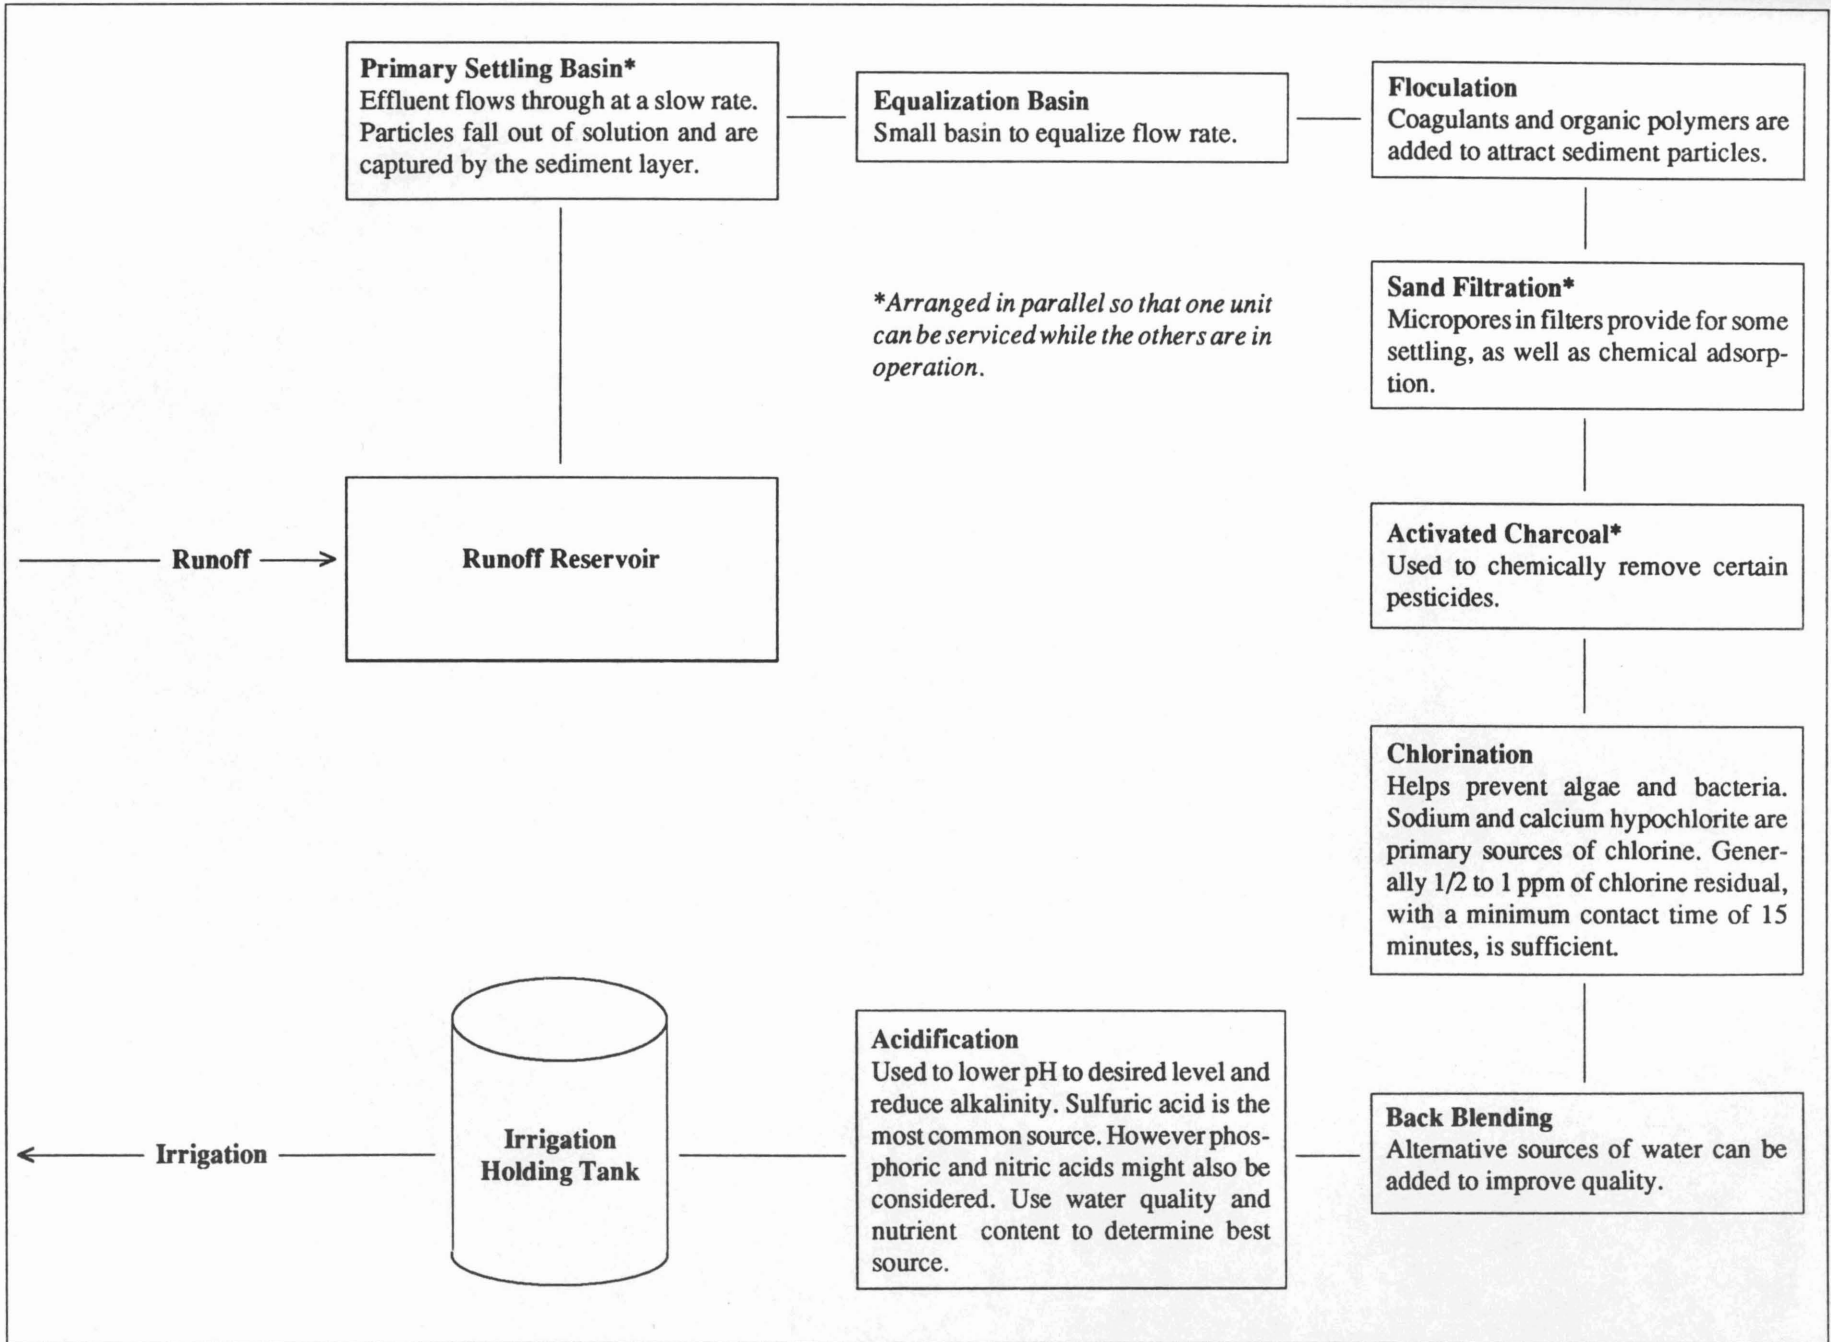 Primary Settling Basin*
Effluent flows through at a slow rate.
Particles fall out of solution and are
captured by the sediment layer.
Equalization Basin
Small basin to equalize flow rate.
Floculation
Coagulants and organic polymers are
added to attract sediment particles.
*Arranged in parallel so that one unit
can be serviced while the others are in
operation.
Sand Filtration*
Micropores in filters provide for some
settling, as well as chemical adsorp-
tion.
Runoff
Runoff Reservoir
Activated Charcoal*
Used to chemically remove certain
pesticides.
Chlorination
Helps prevent algae and bacteria.
Sodium and calcium hypochlorite are
primary sources of chlorine. Gener-
ally 1/2 to 1 ppm of chlorine residual,
with a minimum contact time of 15
minutes, is sufficient.
Back Blending
Alternative sources of water can be
added to improve quality.
Acidification
Used to lower pH to desired level and
reduce alkalinity. Sulfuric acid is the
most common source. However phos-
phoric and nitric acids might also be
considered. Use water quality and
nutrient content to determine best
source.
Irrigation
Holding Tank
Irrigation